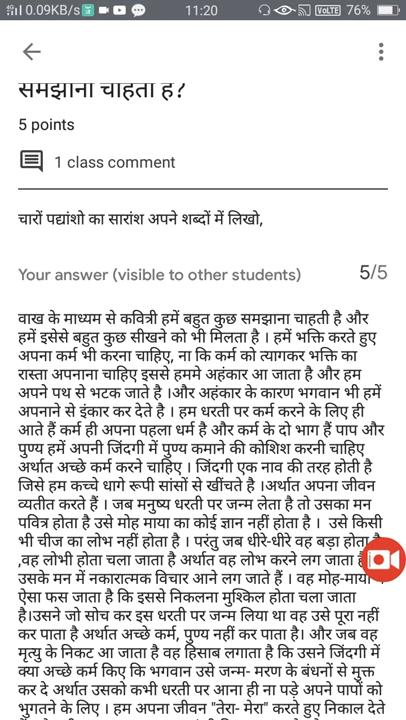 0.09KB/s 11:20 VoLTE 76%
समझाना चाहता है?
5 points
1 class comment
चारों पद्यांशो का सारांश अपने शब्दों में लिखो,
Your answer (visible to other students) 5/5
वाख के माध्यम से कवित्री हमें बहुत कुछ समझाना चाहती है और
हमें इसेसे बहुत कुछ सीखने को भी मिलता है । हमें भक्ति करते हुए
अपना कर्म भी करना चाहिए, ना कि कर्म को त्यागकर भक्ति का
रास्ता अपनाना चाहिए इससे हममे अहंकार आ जाता है और हम
अपने पथ से भटक जाते है ।और अहंकार के कारण भगवान भी हमें
अपनाने से इंकार कर देते है । हम धरती पर कर्म करने के लिए ही
आते हैं कर्म ही अपना पहला धर्म है और कर्म के दो भाग हैं पाप और
पुण्य हमें अपनी जिंदगी में पुण्य कमाने की कोशिश करनी चाहिए
अर्थात अच्छे कर्म करने चाहिए । जिंदगी एक नाव की तरह होती है
जिसे हम कच्चे धागे रूपी सांसों से खींचते है ।अर्थात अपना जीवन
व्यतीत करते हैं । जब मनुष्य धरती पर जन्म लेता है तो उसका मन
पवित्र होता है उसे मोह माया का कोई ज्ञान नहीं होता है । उसे किसी
भी चीज का लोभ नहीं होता है । परंतु जब धीरे-धीरे वह बड़ा होता है
,वह लोभी होता चला जाता है अर्थात वह लोभ करने लग जाता है
उसके मन में नकारात्मक विचार आने लग जाते हैं । वह मोह-माया
ऐसा फस जाता है कि इससे निकलना मुश्किल होता चला जाता
है।उसने जो सोच कर इस धरती पर जन्म लिया था वह उसे पूरा नहीं
कर पाता है अर्थात अच्छे कर्म, पुण्य नहीं कर पाता है। और जब वह
मृत्यु के निकट आ जाता है वह हिसाब लगाता है कि उसने जिंदगी में
क्या अच्छे कर्म किए कि भगवान उसे जन्म- मरण के बंधनों से मुक्त
कर दे अर्थात उसको कभी धरती पर आना ही ना पड़े अपने पापों को
भुगतने के लिए । हम अपना जीवन "तेरा- मेरा" करते हुए निकाल देते